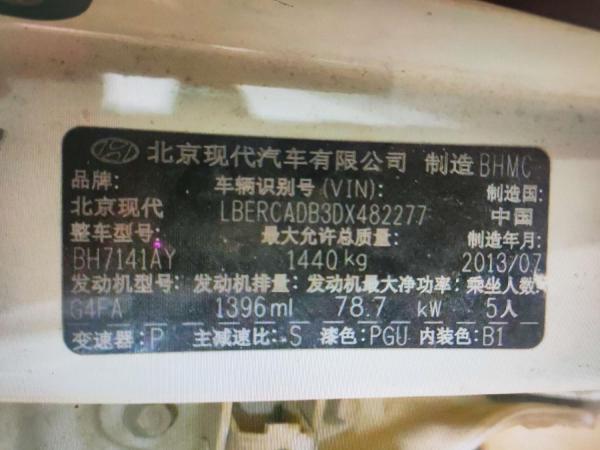 北京现代汽车有限公司 制造 BHMC
品牌: 车辆识别号(VIN): 制造国:
北京现代 LBERCADB3DX482277 中国
整车型号: 最大允许总质量: 制造年月:
BH7141AY 1440kg 2013/07
发动机型号: 发动机排量: 发动机最大净功率: 乘坐人数:
G4FA 1396ml 78.7 kW 5人
变速器:P 主减速比:S 漆色:PGU 内装色:B1